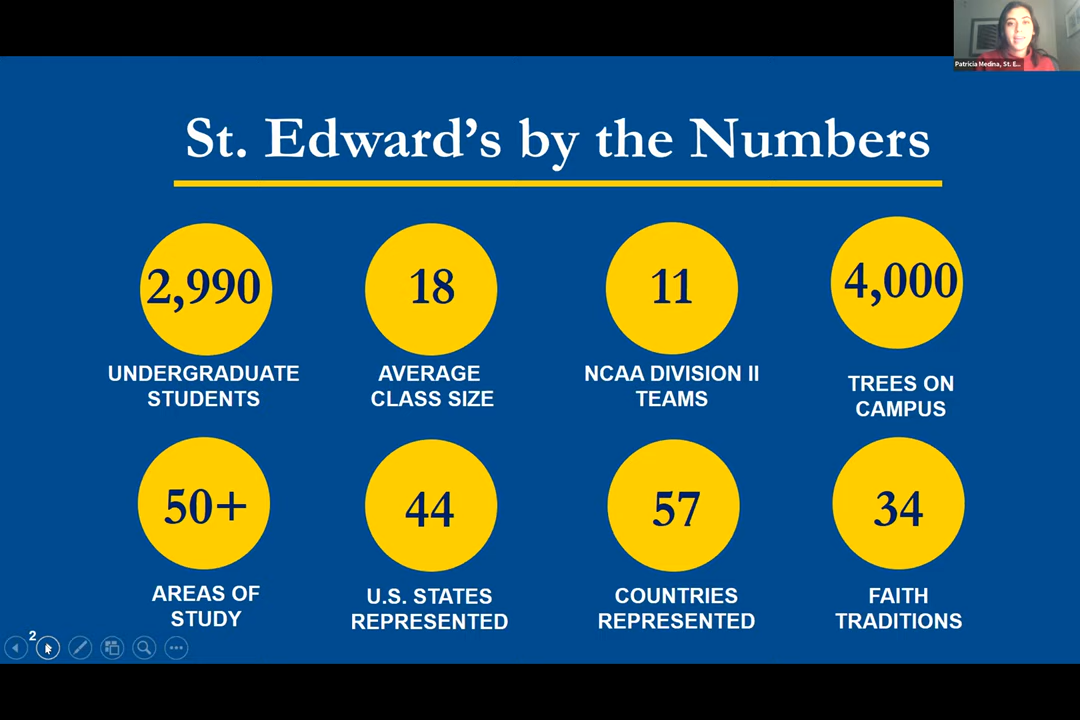 Patricia Medina, St. E...
St. Edward's by the Numbers
2,990
UNDERGRADUATE
STUDENTS
18
AVERAGE
CLASS SIZE
11
NCAA DIVISION II
TEAMS
4,000
TREES ON
CAMPUS
50+
AREAS OF
STUDY
44
U.S. STATES
REPRESENTED
57
COUNTRIES
REPRESENTED
34
FAITH
TRADITIONS
2